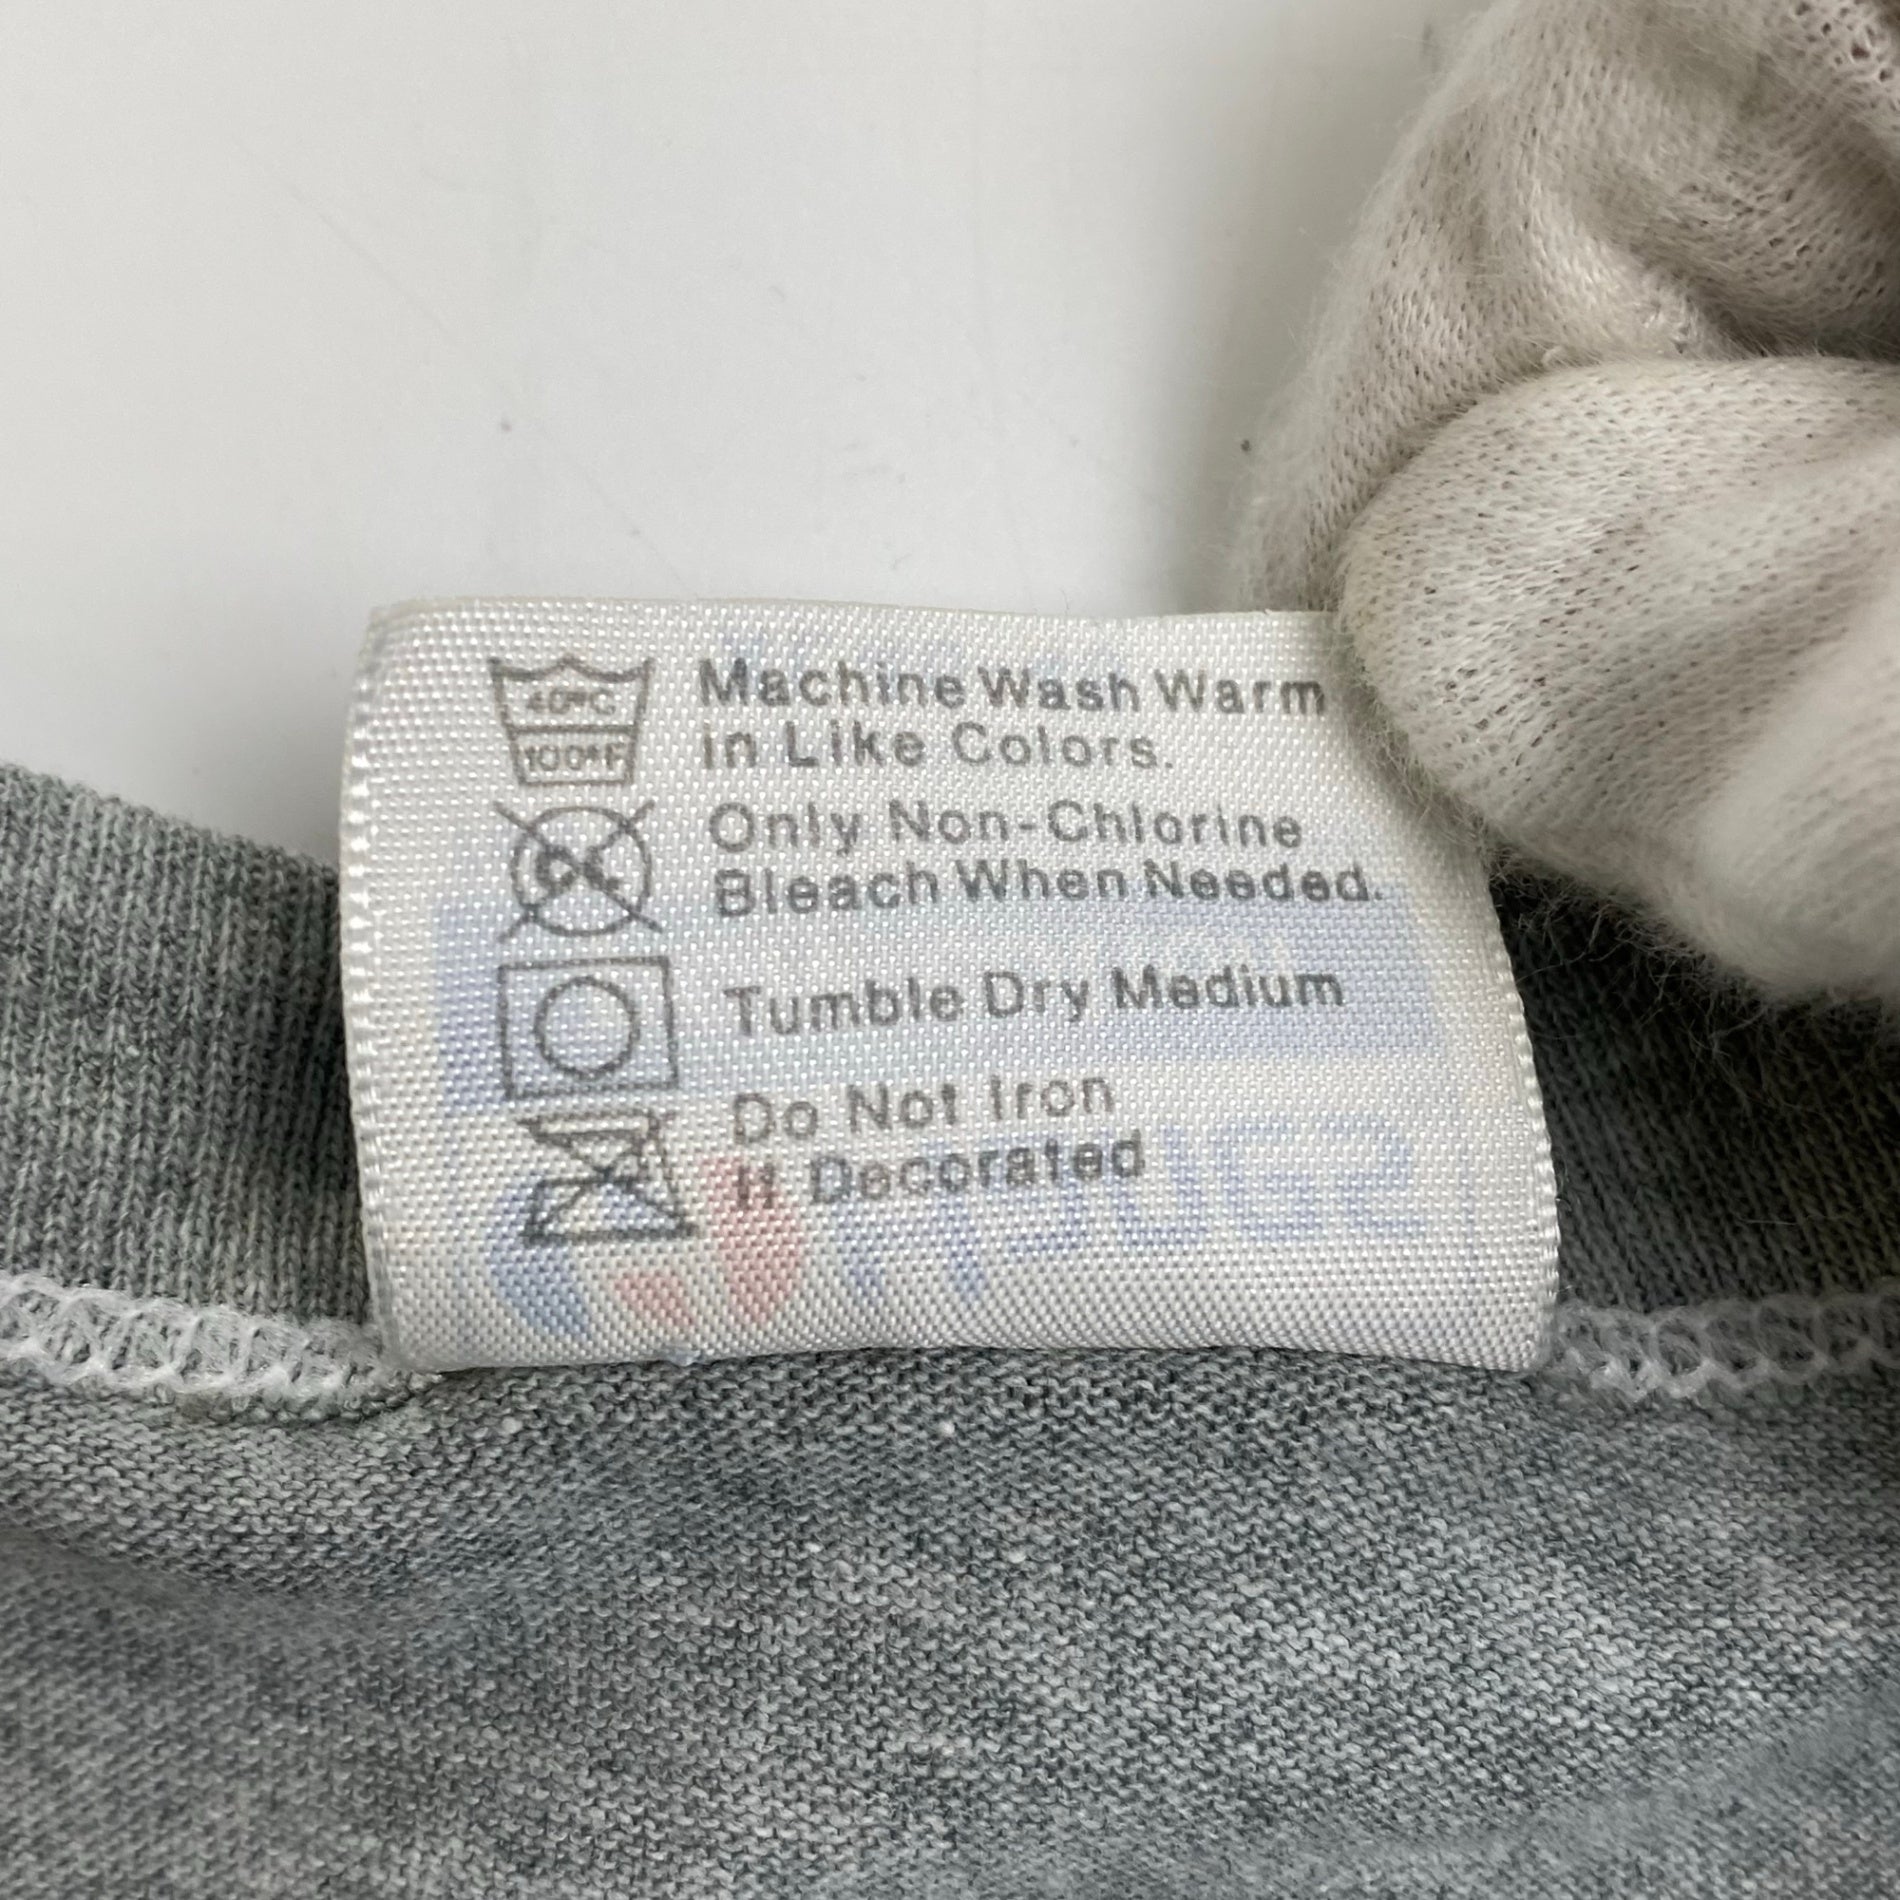 40°C
100°F
Machine Wash Warm
in Like Colors.
CL
Only Non-Chlorine
Bleach When Needed.
Tumble Dry Medium
Do Not Iron
If Decorated